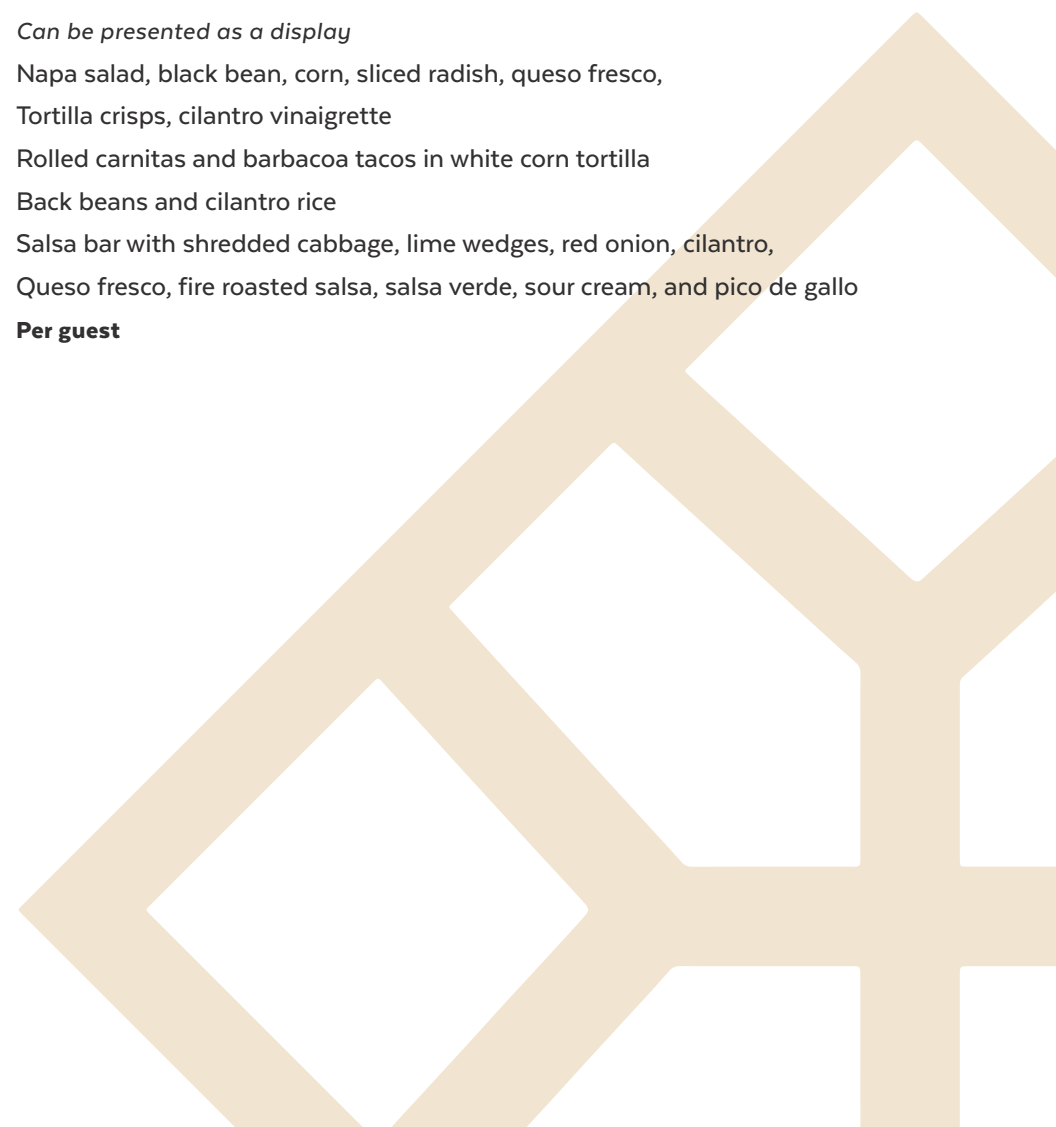 Can be presented as a display
Napa salad, black bean, corn, sliced radish, queso fresco,
Tortilla crisps, cilantro vinaigrette
Rolled carnitas and barbacoa tacos in white corn tortilla
Back beans and cilantro rice
Salsa bar with shredded cabbage, lime wedges, red onion, cilantro,
Queso fresco, fire roasted salsa, salsa verde, sour cream, and pico de gallo
Per guest